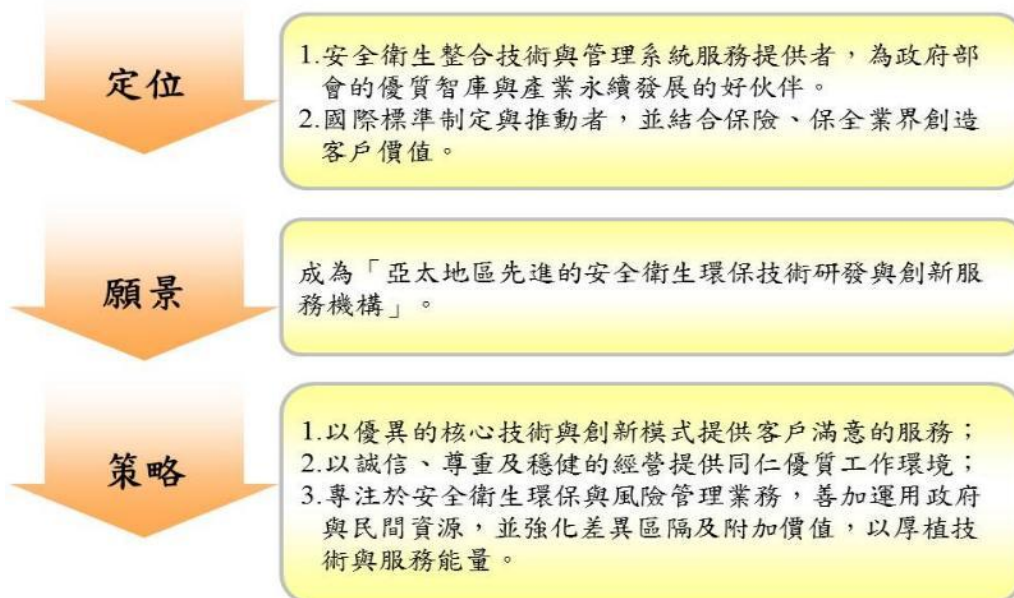 定位
1.安全衛生整合技術與管理系統服務提供者，為政府部
會的優質智庫與產業永續發展的好伙伴。
2.國際標準制定與推動者，並結合保險、保全業界創造
客戶價值。
願景
成為「亞太地區先進的安全衛生環保技術研發與創新服
務機構」。
策略
1.以優異的核心技術與創新模式提供客戶滿意的服務；
2.以誠信、尊重及穩健的經營提供同仁優質工作環境；
3.專注於安全衛生環保與風險管理業務，善加運用政府
與民間資源，並強化差異區隔及附加價值，以厚植技
術與服務能量。